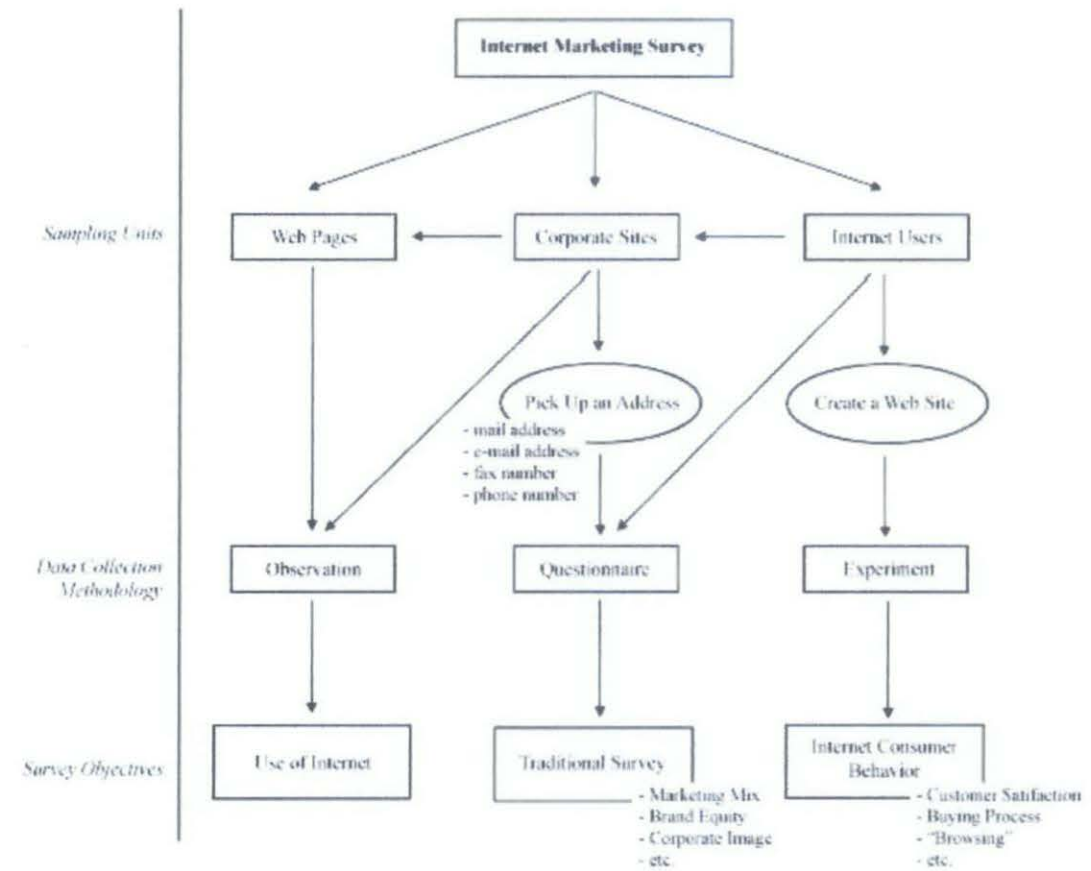 Internet Marketing Survey
Sampling Units
Web Pages
Corporate Sites
Internet Users
Pick Up an Address
- mail address
- e-mail address
- fax number
- phone number
Create a Web Site
Data Collection
Methodology
Observation
Questionnaire
Experiment
Survey Objectives
Use of Internet
Traditional Survey
- Marketing Mix
- Brand Equity
- Corporate Image
- etc.
Internet Consumer
Behavior
- Customer Satifaction
- Buying Process
- "Browsing"
- etc.